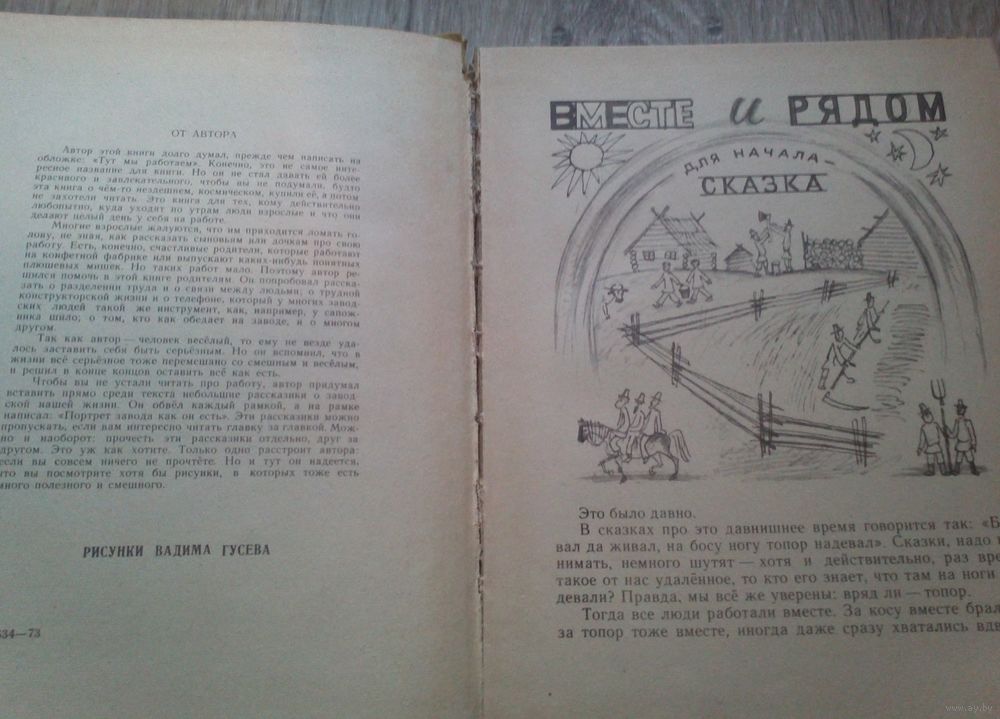 ОТ АВТОРА
Автор этой книги долго думал, прежде чем написать на
обложке: «Тут мы работаем». Конечно, это не самое инте-
ресное название для книги. Но он не стал давать ей более
красивого и завлекательного, чтобы вы не подумали, будто
эта книга о чём-то нездешнем, космическом, купили её, а потом
не захотели читать. Это книга для тех, кому действительно
любопытно, куда уходят по утрам люди взрослые и что они
делают целый день у себя на работе.
Многие взрослые жалуются, что им приходится ломать го-
лову, не зная, как рассказать сыновьям или дочкам про свою
работу. Есть, конечно, счастливые родители, которые работают
на конфетной фабрике или выпускают каких-нибудь понятных
плюшевых мишек. Но таких работ мало. Поэтому автор ре-
шился помочь в этой книге родителям. Он попробовал расска-
зать о разделении труда и о связи между людьми; о трудной
конструкторской жизни и о телефоне, который у многих завод-
ских людей такой же инструмент, как, например, у сапож-
ника шило; о том, кто как обедает на заводе, и о многом
другом.
Так как автор — человек весёлый, то ему не везде уда-
лось заставить себя быть серьёзным. Но он вспомнил, что в
жизни всё серьёзное тоже перемешано со смешным и весёлым,
и решил в конце концов оставить всё как есть.
Чтобы вы не устали читать про работу, автор придумал
вставить прямо среди текста небольшие рассказики о завод-
ской нашей жизни. Он обвёл каждый рамкой, а на рамке
написал: «Портрет завода как он есть». Эти рассказики можно
пропускать, если вам интересно читать главку за главкой. Мож-
но и наоборот: прочесть эти рассказики отдельно, друг за
другом. Это уж как хотите. Только одно расстроит автора:
если вы совсем ничего не прочтёте. Но и тут он надеется,
что вы посмотрите хотя бы рисунки, в которых тоже есть
много полезного и смешного.
РИСУНКИ ВАДИМА ГУСЕВА
634—73
ВМЕСТЕ И РЯДОМ
ДЛЯ НАЧАЛА—
СКАЗКА
Это было давно.
В сказках про это давнишнее время говорится так: «Б
вал да живал, на босу ногу топор надевал». Сказки, надо
нимать, немного шутят — хотя и действительно, раз вре
такое от нас удалённое, то кто его знает, что там на ноги
девали? Правда, мы всё же уверены: вряд ли — топор.
Тогда все люди работали вместе. За косу вместе брал
за топор тоже вместе, иногда даже сразу хватались вдв
www.ay.by